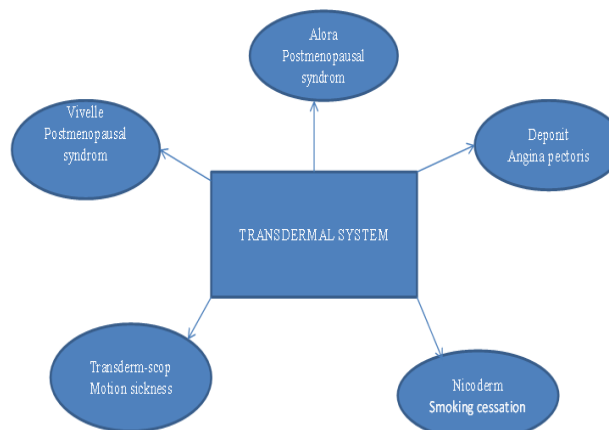 Alora
Postmenopausal
syndrom
Vivelle
Postmenopausal
syndrom
Deponit
Angina pectoris
TRANSDERMAL SYSTEM
Transderm-scop
Motion sickness
Nicoderm
Smoking cessation